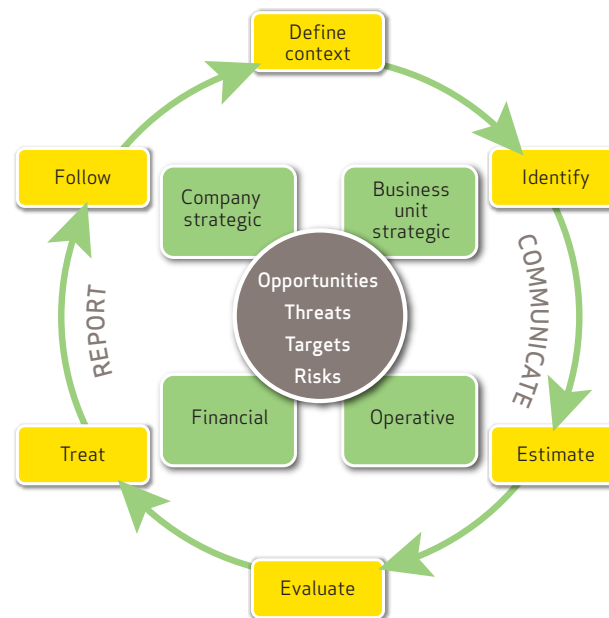 Define
context
Follow
Identify
Company
strategic
Business
unit
strategic
Opportunities
Threats
Targets
Risks
REPORT
COMMUNICATE
Financial
Operative
Treat
Estimate
Evaluate